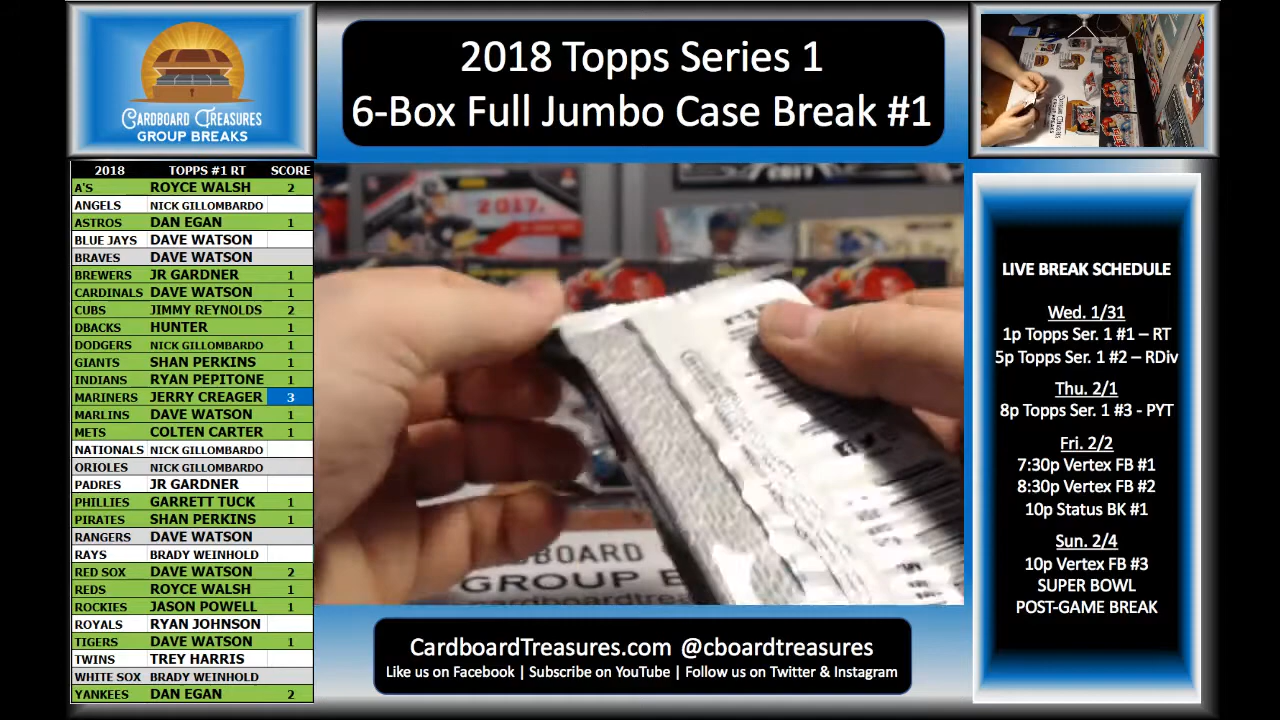 CARDBOARD TREASURES
GROUP BREAKS
2018 Topps Series 1
6-Box Full Jumbo Case Break #1
2018 TOPPS #1 RT SCORE
A'S ROYCE WALSH 2
ANGELS NICK GILLOMBARDO
ASTROS DAN EGAN 1
BLUE JAYS DAVE WATSON
BRAVES DAVE WATSON
BREWERS JR GARDNER 1
CARDINALS DAVE WATSON 1
CUBS JIMMY REYNOLDS 2
DBACKS HUNTER 1
DODGERS NICK GILLOMBARDO 1
GIANTS SHAN PERKINS 1
INDIANS RYAN PEPITONE 1
MARINERS JERRY CREAGER 3
MARLINS DAVE WATSON 1
METS COLTEN CARTER 1
NATIONALS NICK GILLOMBARDO
ORIOLES NICK GILLOMBARDO
PADRES JR GARDNER
PHILLIES GARRETT TUCK 1
PIRATES SHAN PERKINS 1
RANGERS DAVE WATSON
RAYS BRADY WEINHOLD
RED SOX DAVE WATSON 2
REDS ROYCE WALSH 1
ROCKIES JASON POWELL 1
ROYALS RYAN JOHNSON
TIGERS DAVE WATSON 1
TWINS TREY HARRIS
WHITE SOX BRADY WEINHOLD
YANKEES DAN EGAN 2
2017
2017
DBOARD
GROUP B
CardboardTreasures.com @cboardtreasures
Like us on Facebook | Subscribe on YouTube | Follow us on Twitter & Instagram
LIVE BREAK SCHEDULE
Wed. 1/31
1p Topps Ser. 1 #1 – RT
5p Topps Ser. 1 #2 – RDiv
Thu. 2/1
8p Topps Ser. 1 #3 - PYT
Fri. 2/2
7:30p Vertex FB #1
8:30p Vertex FB #2
10p Status BK #1
Sun. 2/4
10p Vertex FB #3
SUPER BOWL
POST-GAME BREAK